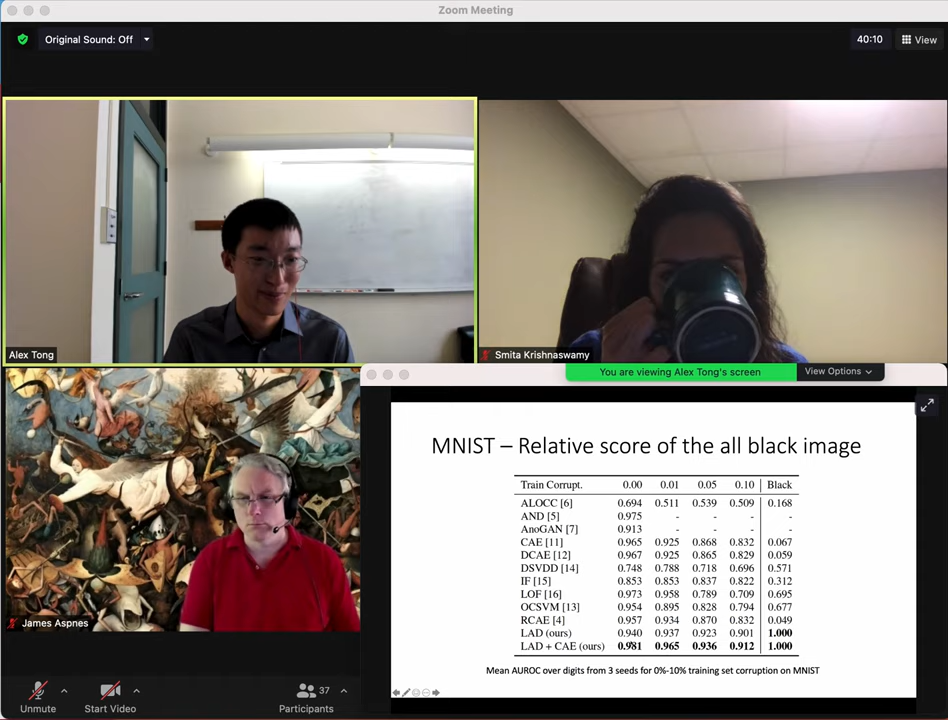 Zoom Meeting
Original Sound: Off
40:10
View
Alex Tong
Smita Krishnaswamy
You are viewing Alex Tong's screen
View Options
MNIST – Relative score of the all black image
Train Corrupt. 0.00 0.01 0.05 0.10 Black
ALOCC [6] 0.694 0.511 0.539 0.509 0.168
AND [5] 0.975 - - - -
AnoGAN [7] 0.913 - - - -
CAE [11] 0.965 0.925 0.868 0.832 0.067
DCAE [12] 0.967 0.925 0.865 0.829 0.059
DSVDD [14] 0.748 0.788 0.718 0.696 0.571
IF [15] 0.853 0.853 0.837 0.822 0.312
LOF [16] 0.973 0.958 0.789 0.709 0.695
OCSVM [13] 0.954 0.895 0.828 0.794 0.677
RCAE [4] 0.957 0.934 0.870 0.832 0.049
LAD (ours) 0.940 0.937 0.923 0.901 1.000
LAD + CAE (ours) 0.981 0.965 0.936 0.912 1.000
Mean AUROC over digits from 3 seeds for 0%-10% training set corruption on MNIST
James Aspnes
Unmute
Start Video
37
Participants